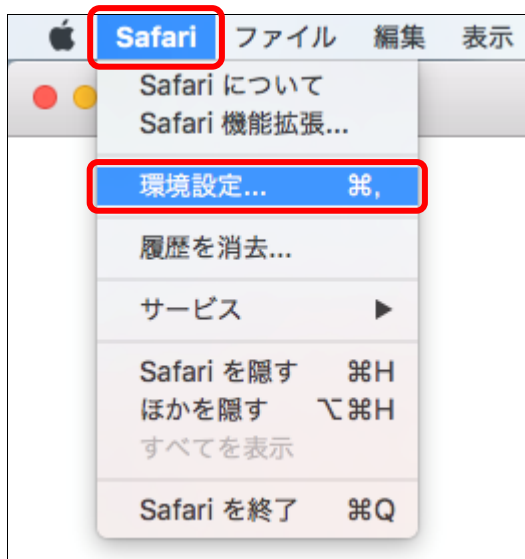 Safari ファイル 編集 表示
Safari について
Safari 機能拡張...
環境設定... ⌘,
履歴を消去...
サービス ▶
Safari を隠す ⌘H
ほかを隠す ⌥⌘H
すべてを表示
Safari を終了 ⌘Q